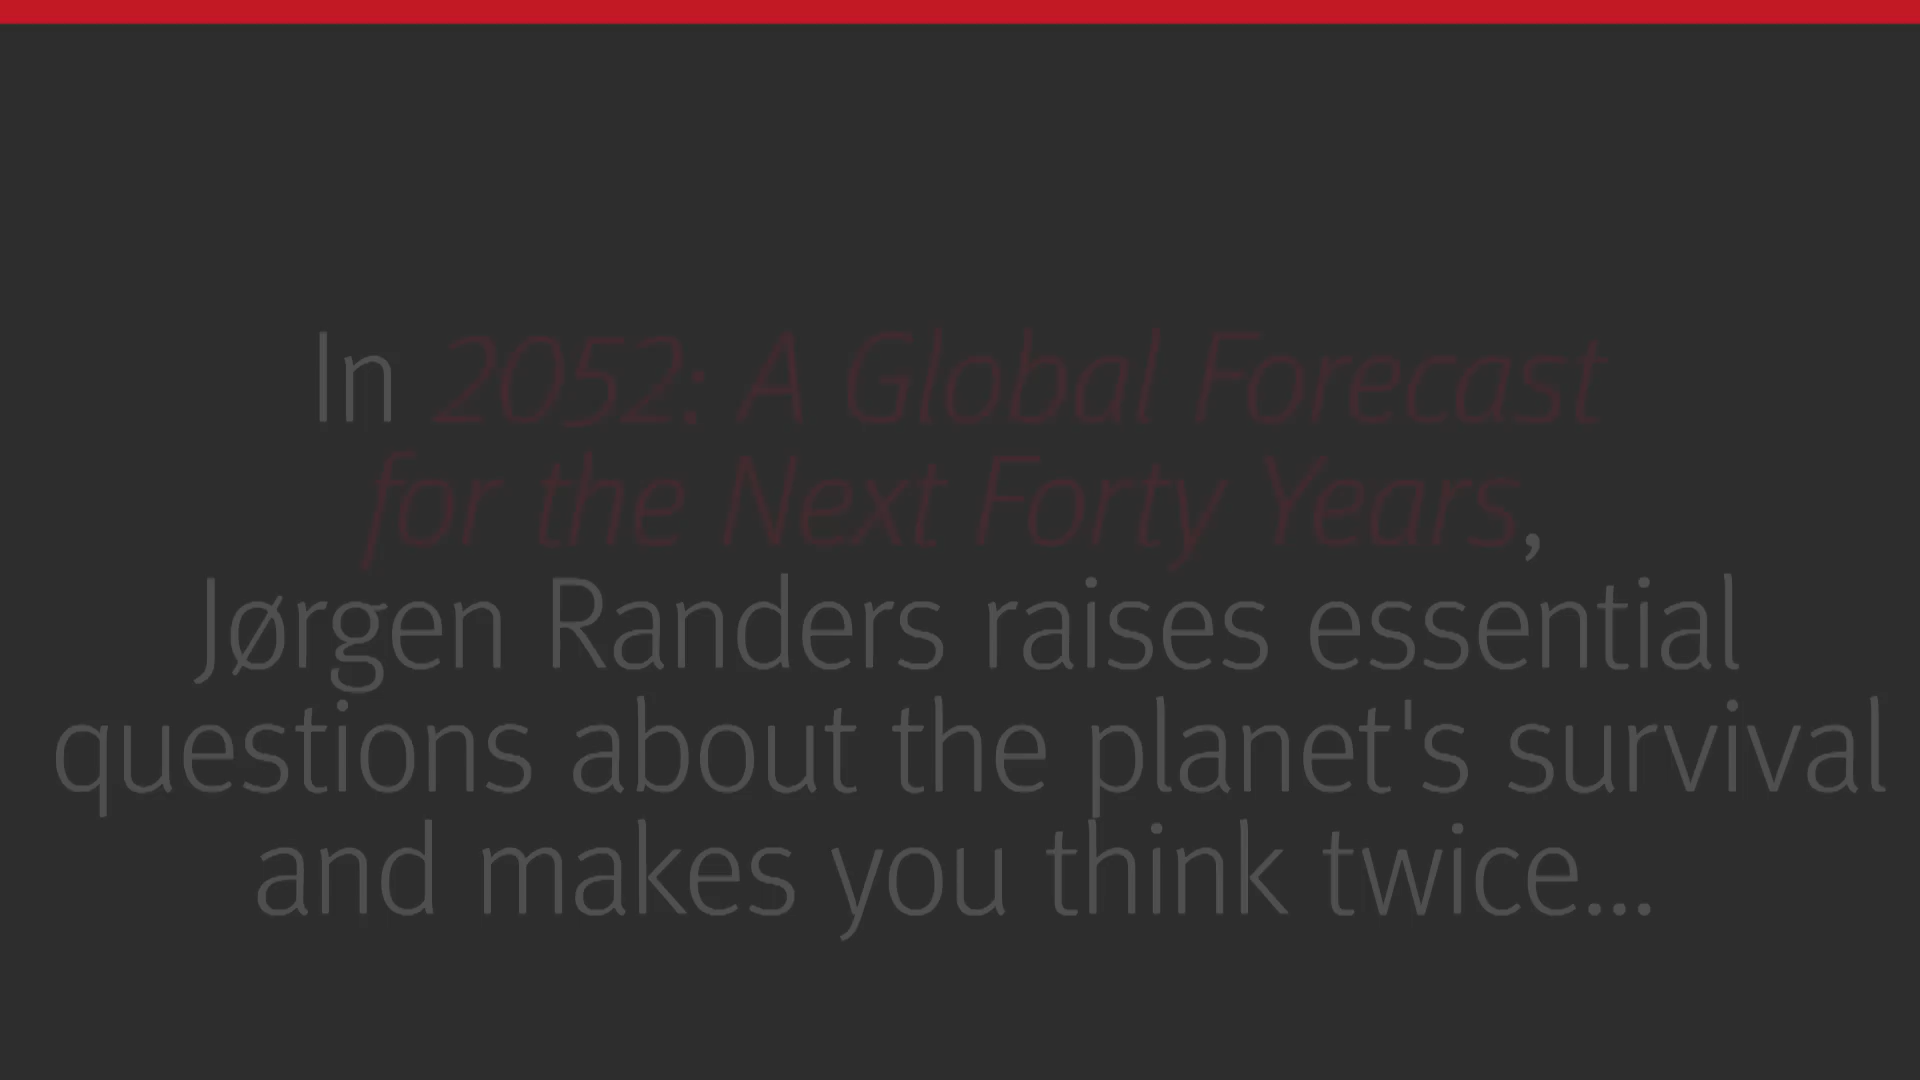 In 2052: A Global Forecast
for the Next Forty Years,
Jørgen Randers raises essential
questions about the planet's survival
and makes you think twice...